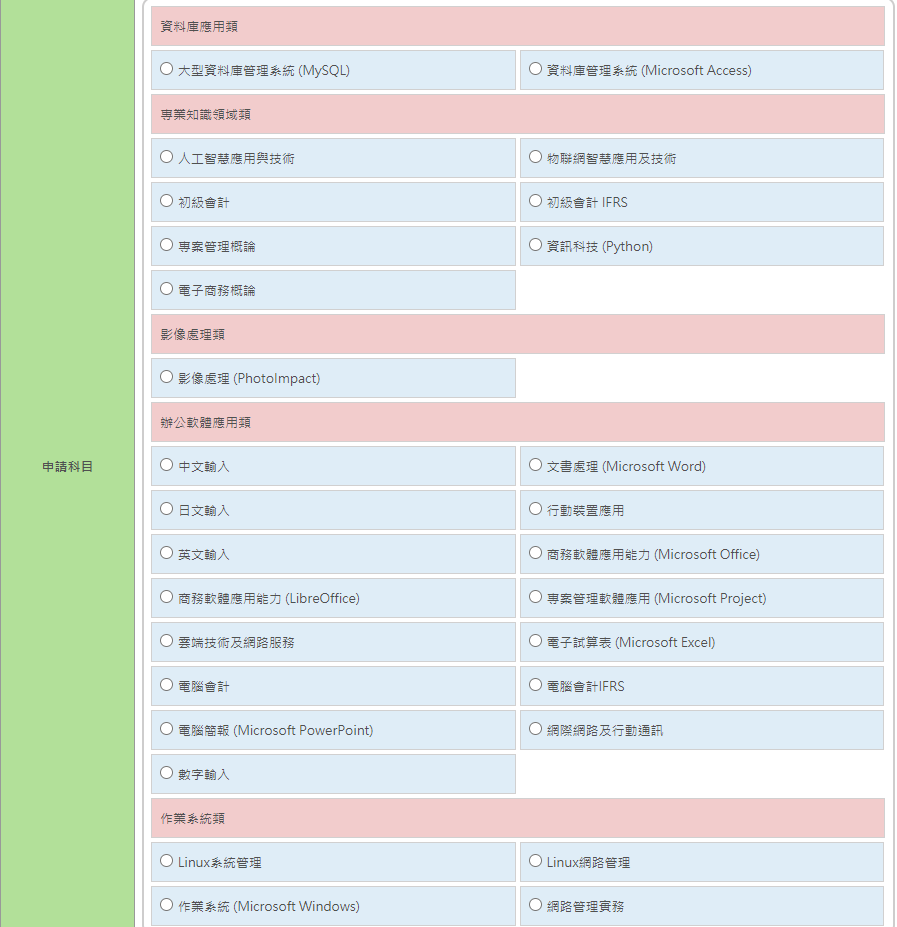 申請科目
資料庫應用類
大型資料庫管理系統 (MySQL)
資料庫管理系統 (Microsoft Access)
專業知識領域類
人工智慧應用與技術
物聯網智慧應用及技術
初級會計
初級會計 IFRS
專案管理概論
資訊科技 (Python)
電子商務概論
影像處理類
影像處理 (PhotoImpact)
辦公軟體應用類
中文輸入
文書處理 (Microsoft Word)
日文輸入
行動裝置應用
英文輸入
商務軟體應用能力 (Microsoft Office)
商務軟體應用能力 (LibreOffice)
專案管理軟體應用 (Microsoft Project)
雲端技術及網路服務
電子試算表 (Microsoft Excel)
電腦會計
電腦會計IFRS
電腦簡報 (Microsoft PowerPoint)
網際網路及行動通訊
數字輸入
作業系統類
Linux系統管理
Linux網路管理
作業系統 (Microsoft Windows)
網路管理實務